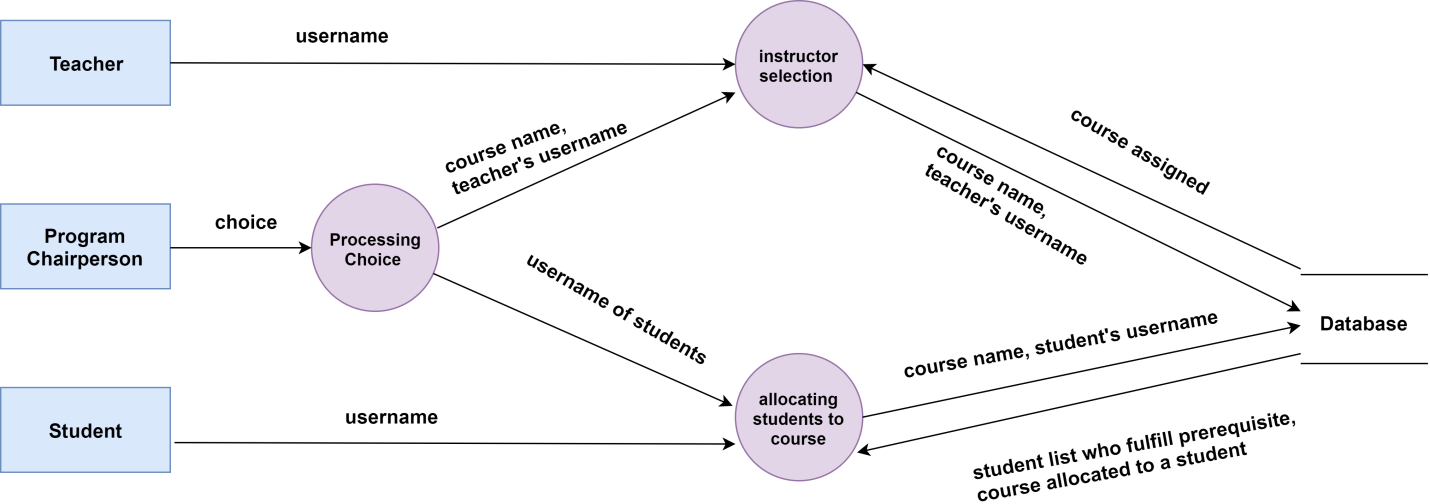 username
Teacher
instructor
selection
course name,
teacher's username
course assigned
course name,
teacher's username
Program
Chairperson
choice
Processing
Choice
username of students
Database
course name, student's username
Student
username
allocating
students to
course
student list who fulfill prerequisite,
course allocated to a student